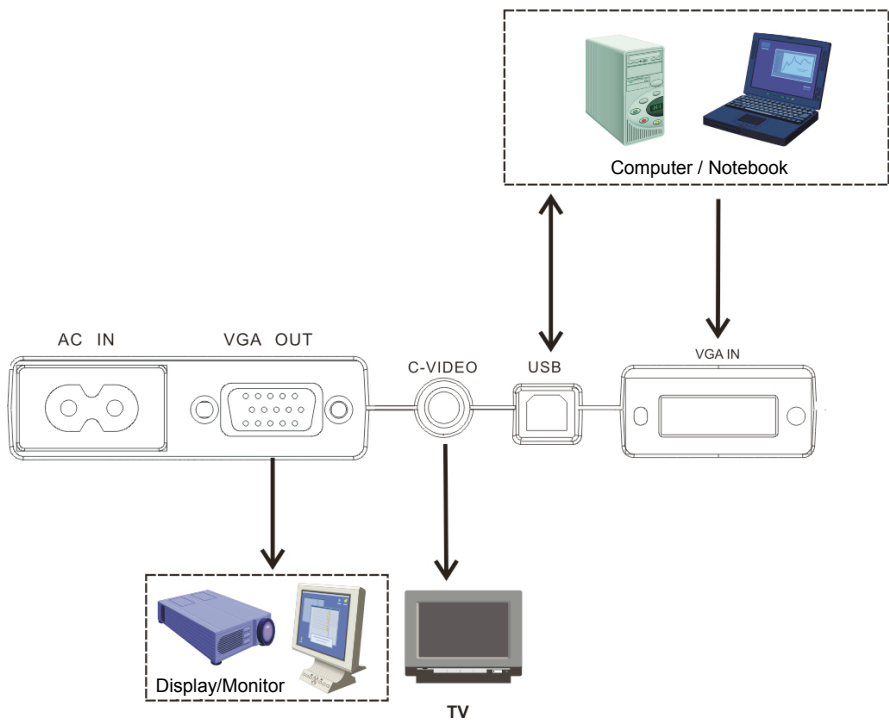 Computer / Notebook
AC IN
VGA OUT
C-VIDEO
USB
VGA IN
Display/Monitor
TV